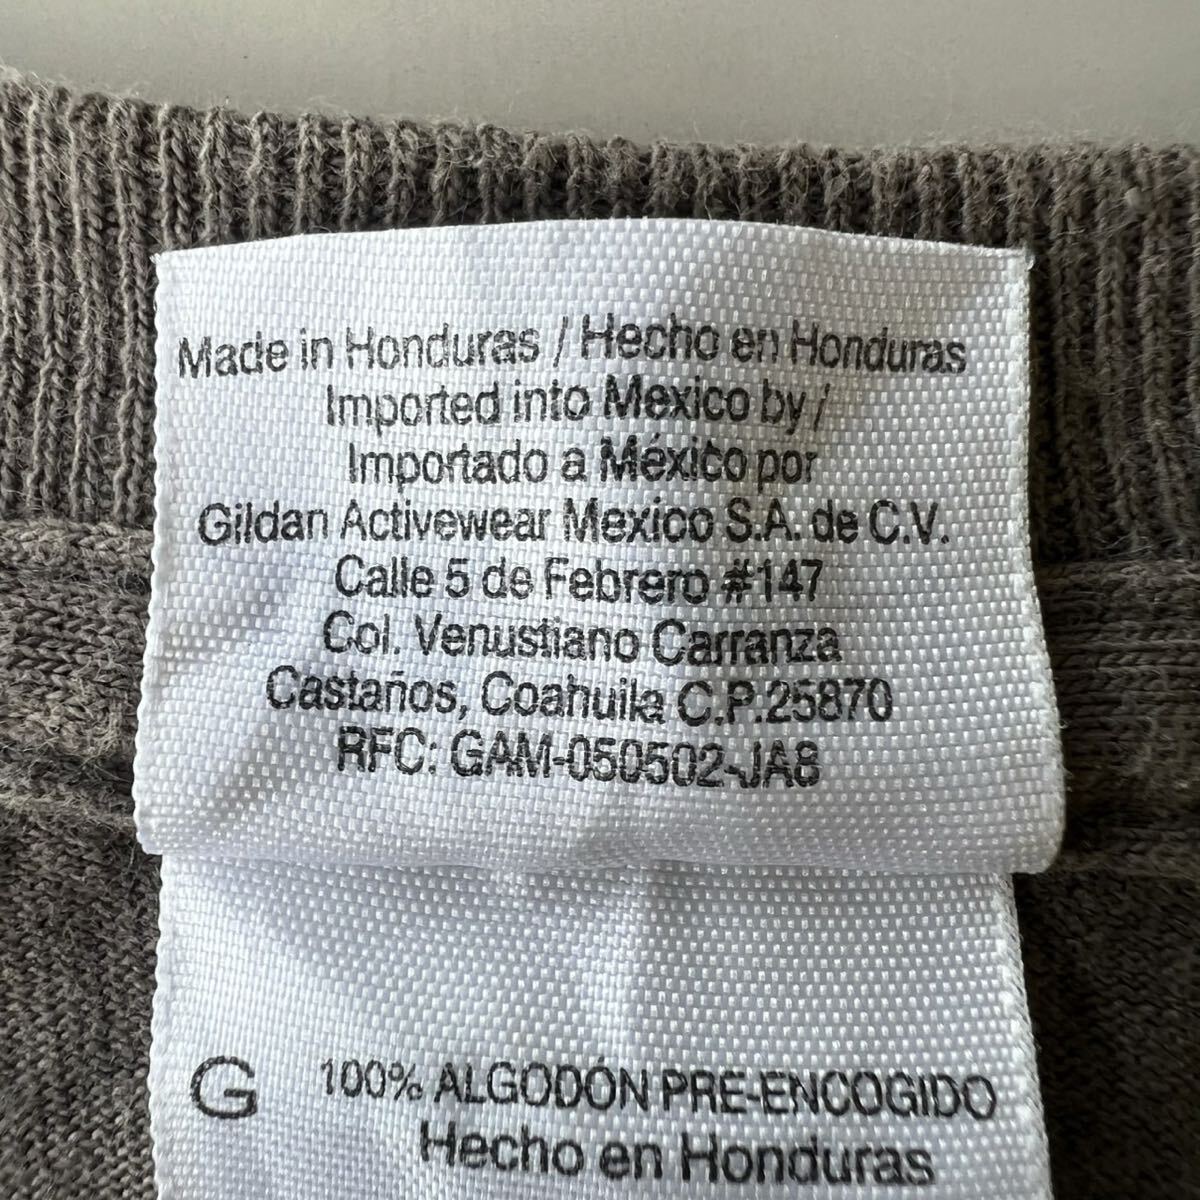 Made in Honduras / Hecho en Honduras
Imported into Mexico by /
Importado a México por
Gildan Activewear Mexico S.A. de C.V.
Calle 5 de Febrero #147
Col. Venustiano Carranza
Castaños, Coahuila C.P.25870
RFC: GAM-050502-JA8
G 100% ALGODÓN PRE-ENCOGIDO
Hecho en Honduras